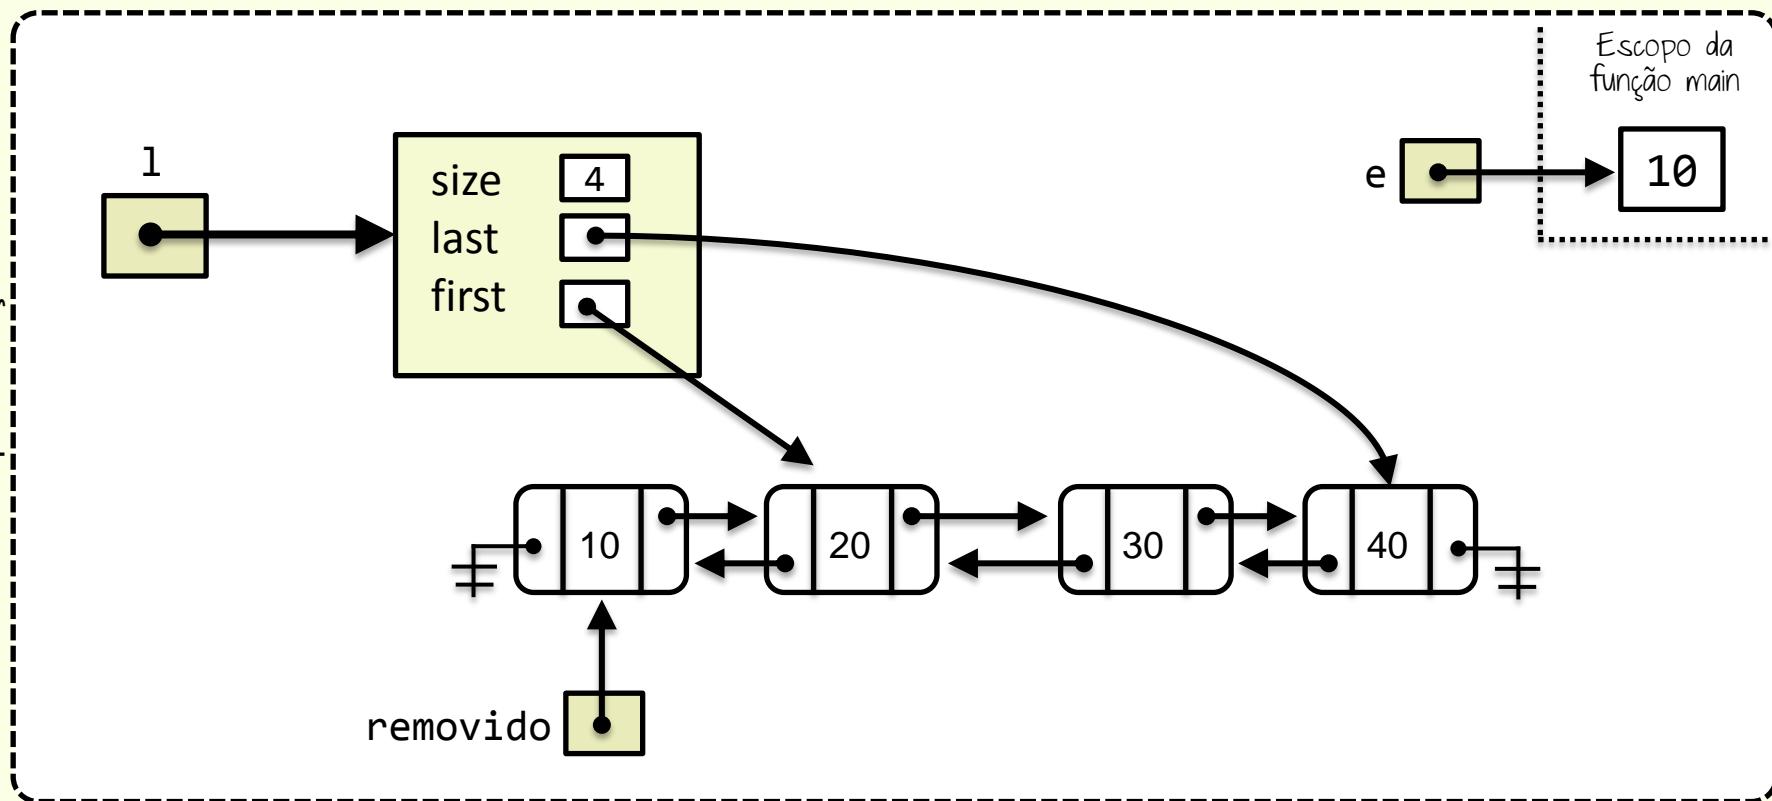 Escopo da
função main
l
size 4
last
first
e
10
10 20 30 40
removido